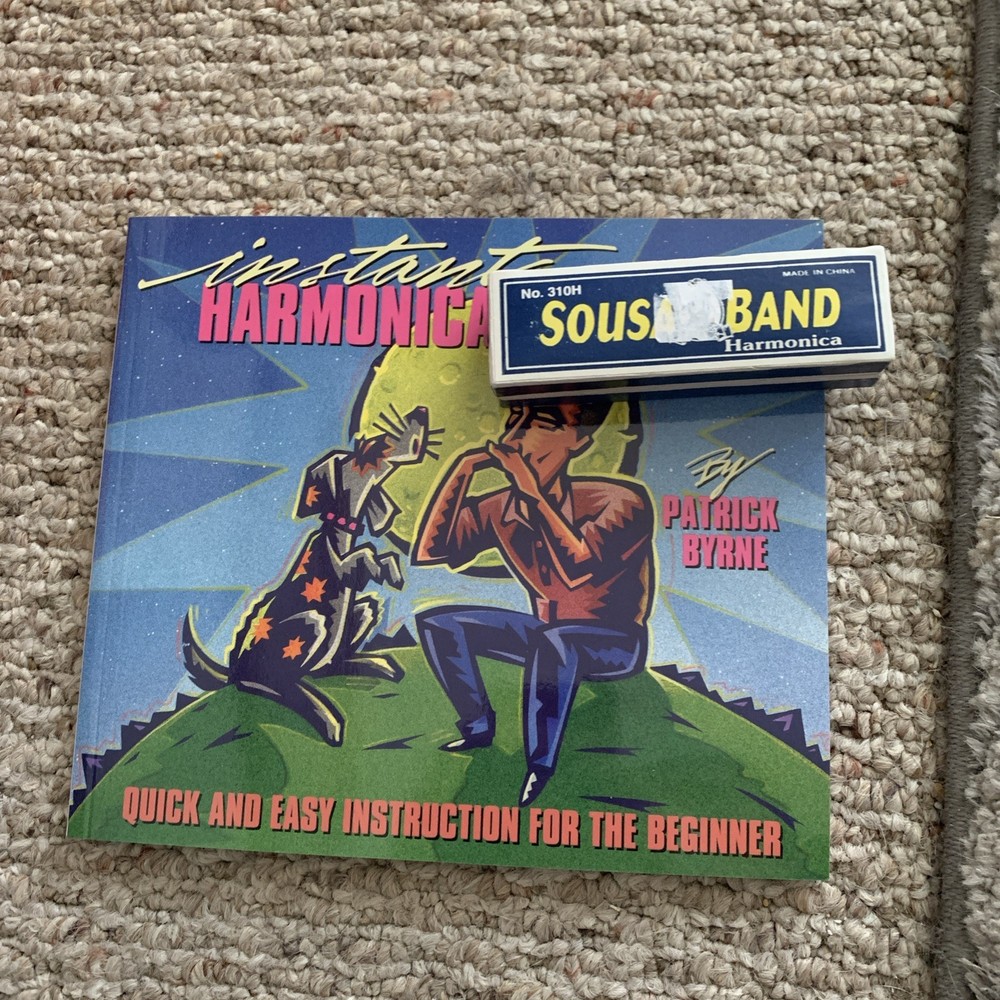 instant
HARMONICA
No. 310H
MADE IN CHINA
SOUSA BAND
Harmonica
By
PATRICK
BYRNE
QUICK AND EASY INSTRUCTION FOR THE BEGINNER